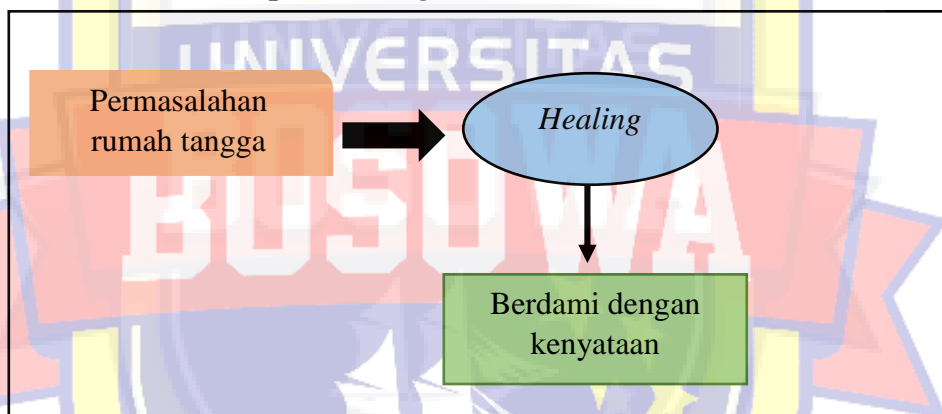 UNIVERSITAS
BOSOWA
Permasalahan
rumah tangga
Healing
Berdami dengan
kenyataan